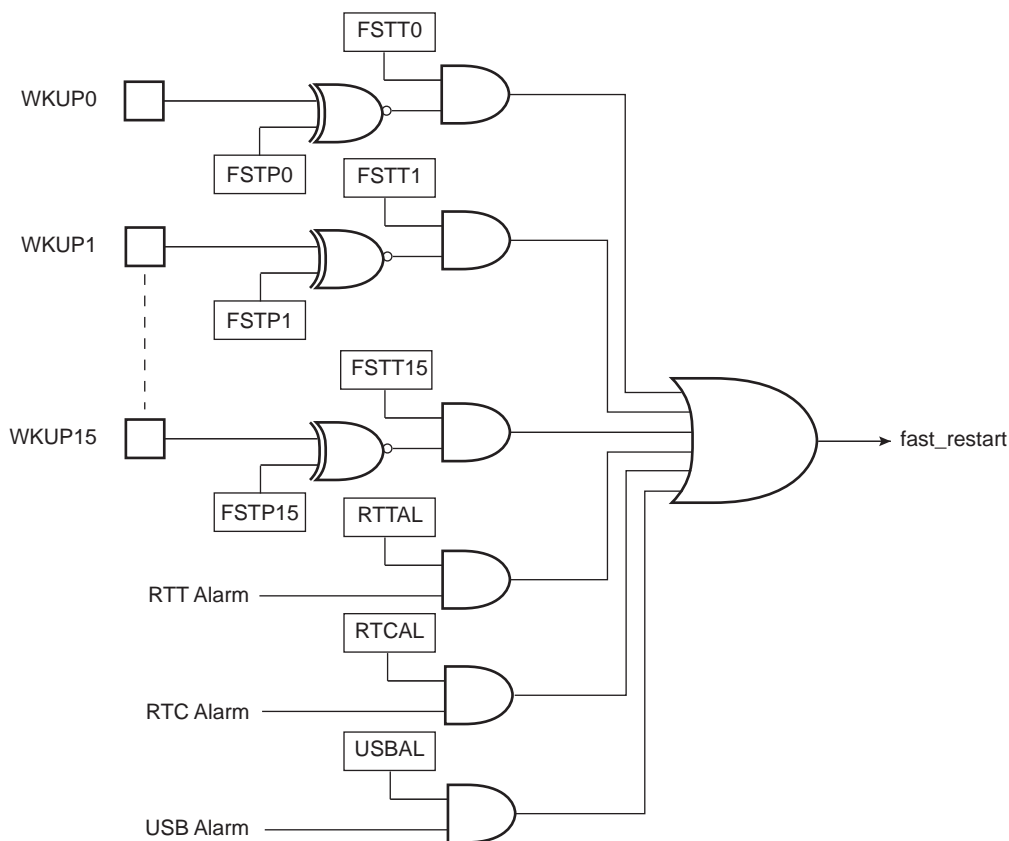 FSTT0
WKUP0
FSTP0
FSTT1
WKUP1
FSTP1
FSTT15
WKUP15
fast_restart
FSTP15
RTTAL
RTT Alarm
RTCAL
RTC Alarm
USBAL
USB Alarm